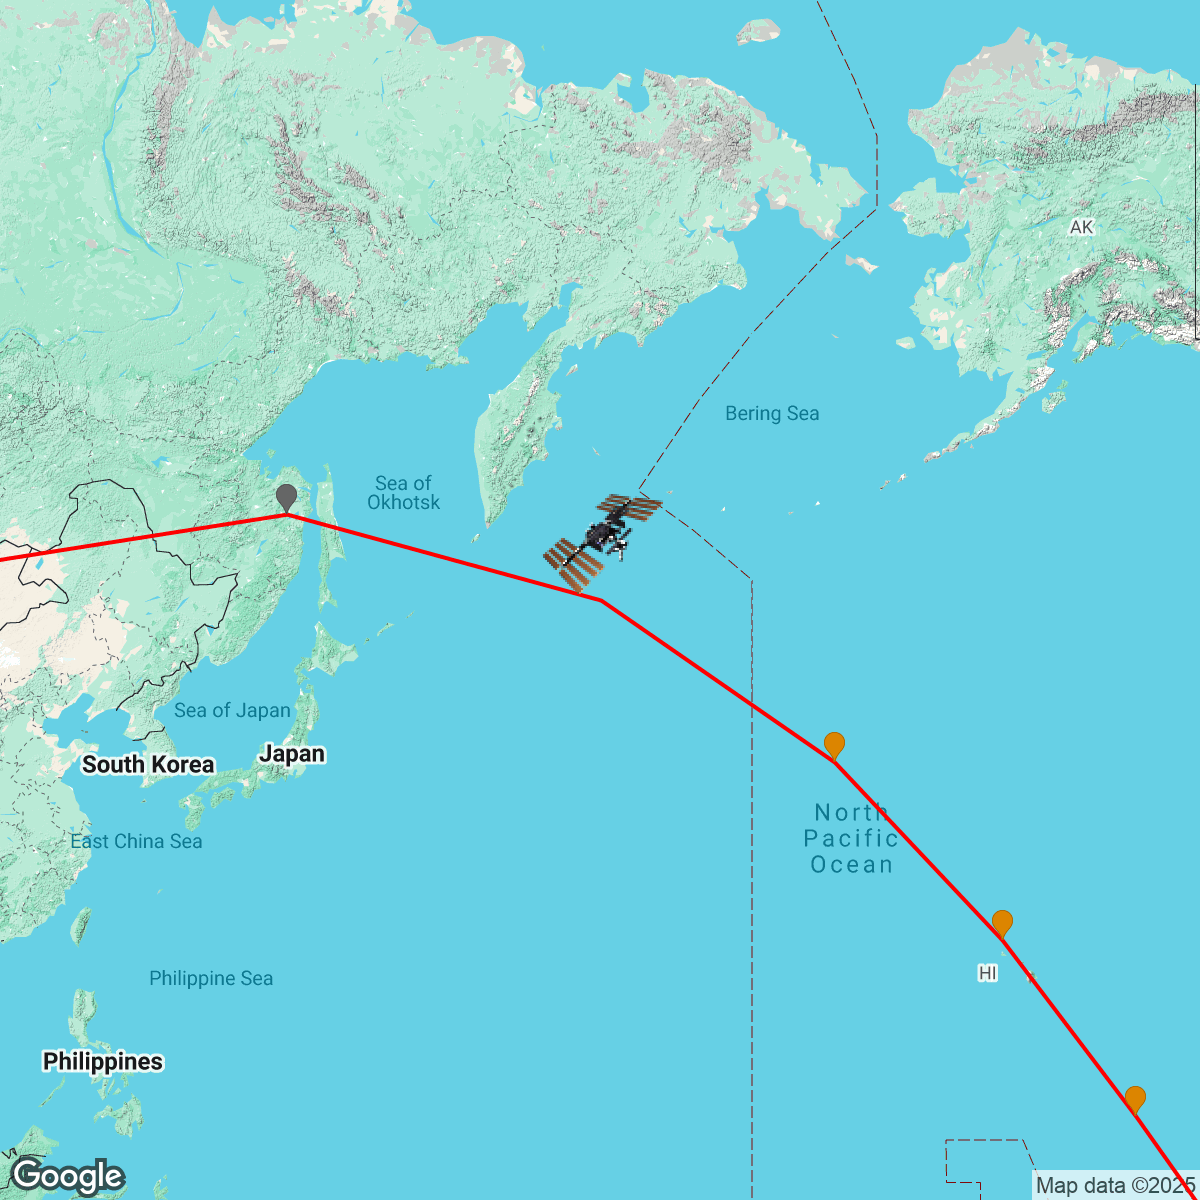 AK
Bering Sea
Sea of
Okhotsk
Sea of Japan
South Korea
Japan
North
Pacific
Ocean
East China Sea
Philippine Sea
HI
Philippines
Google
Map data ©2025